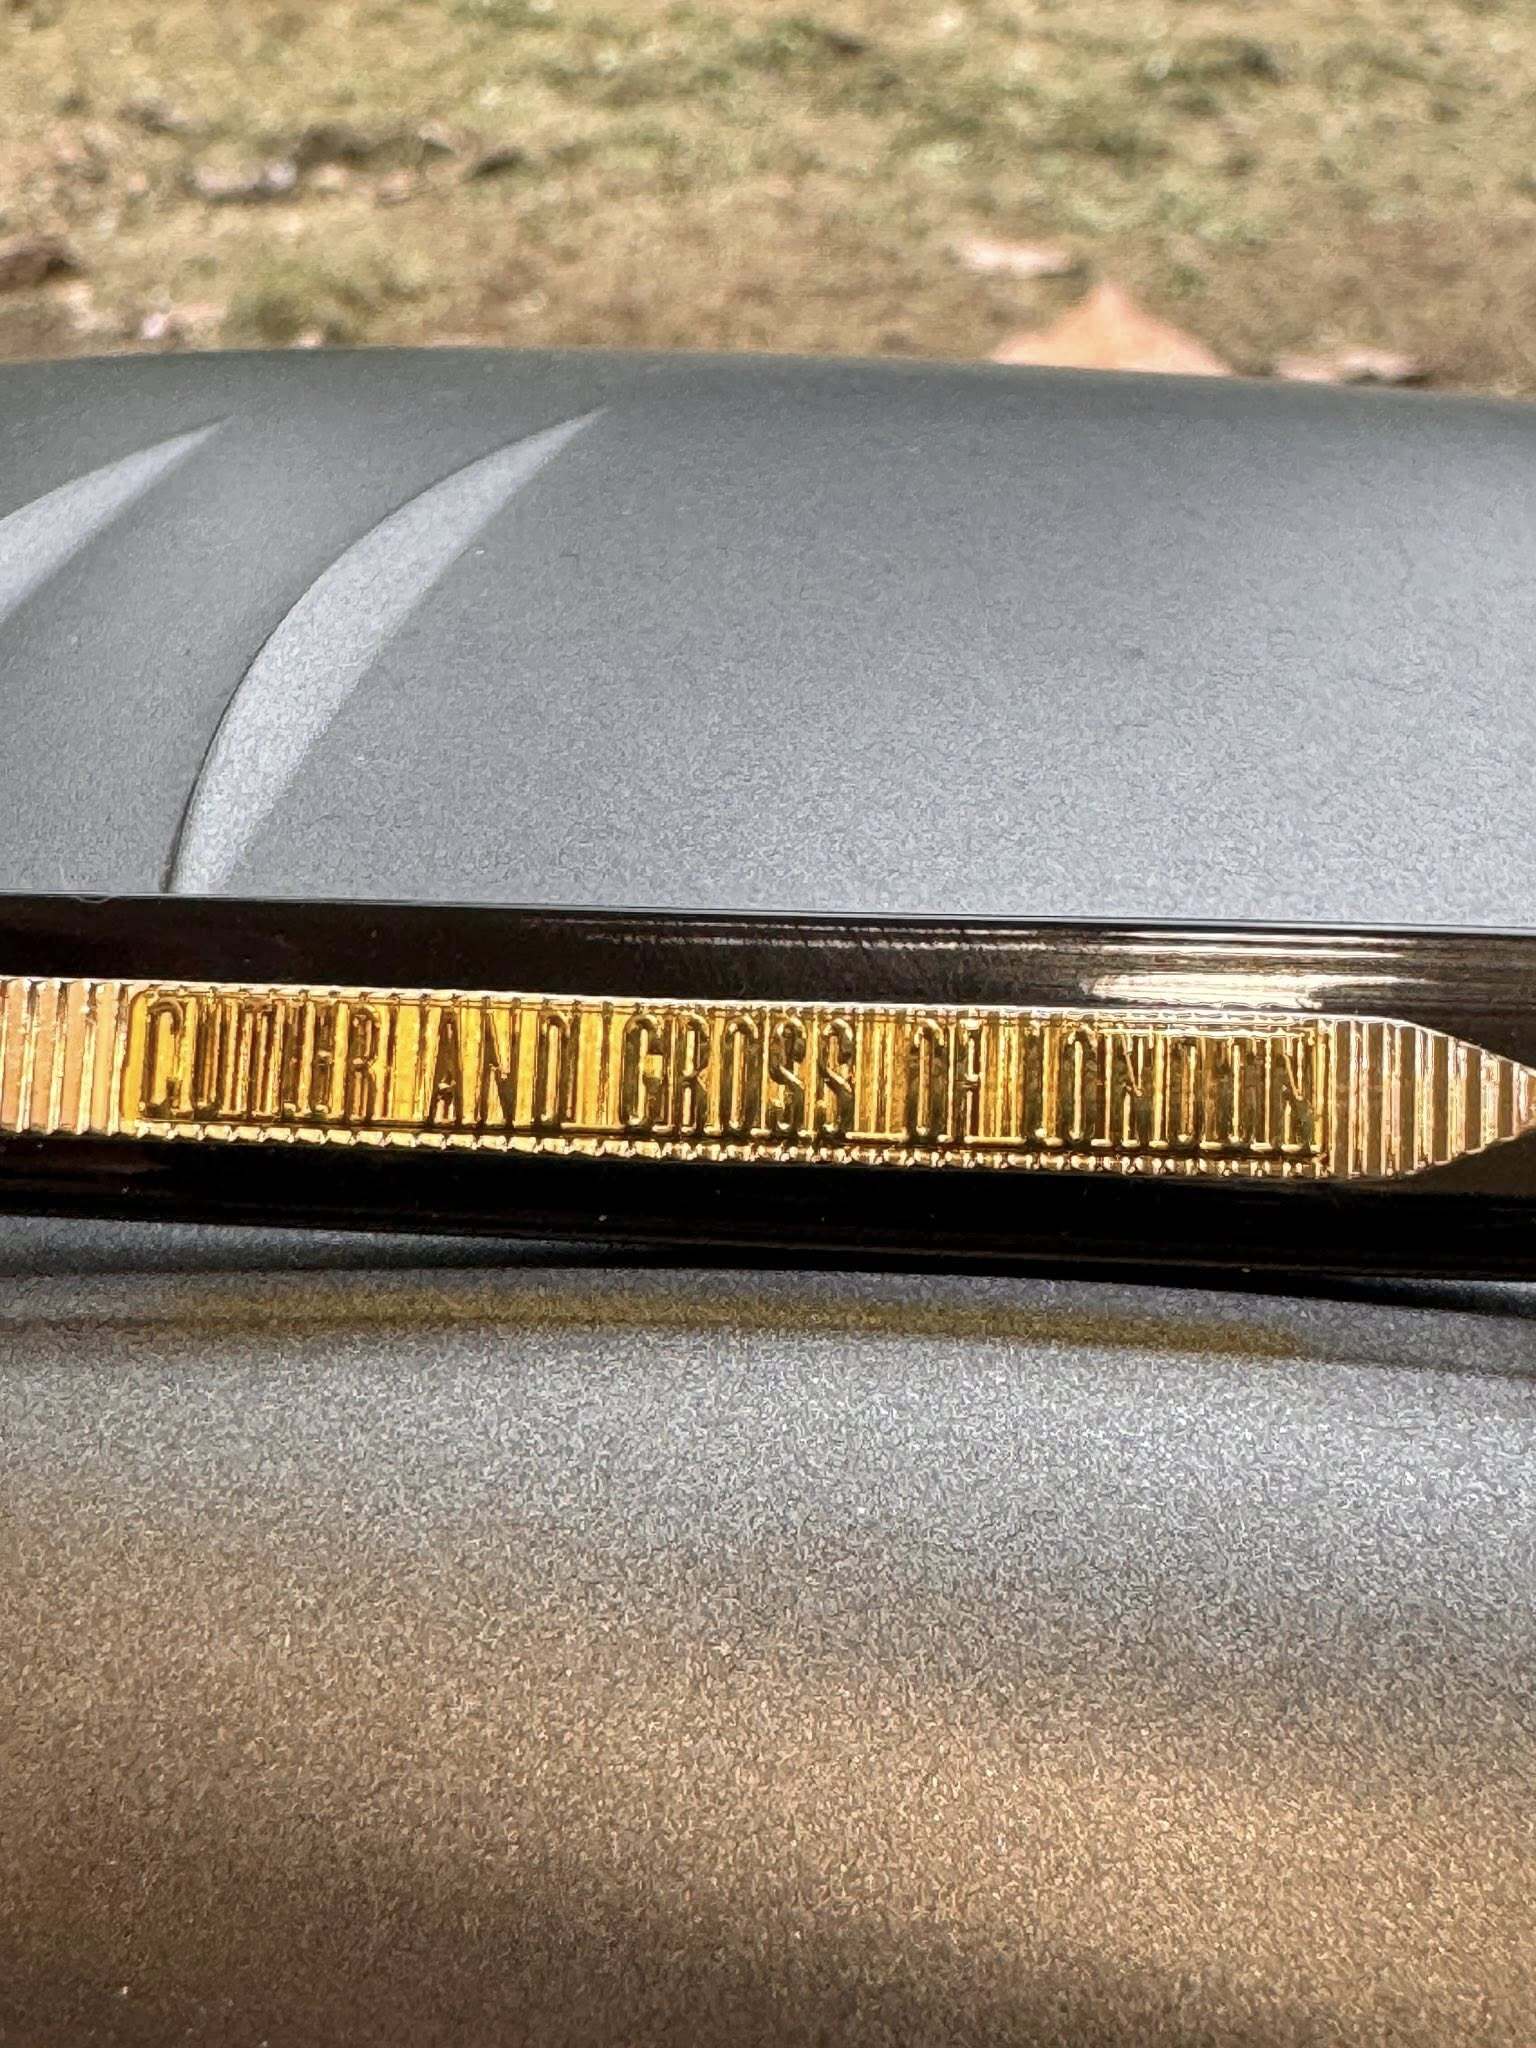 CUTLER AND GROSS OF LONDON